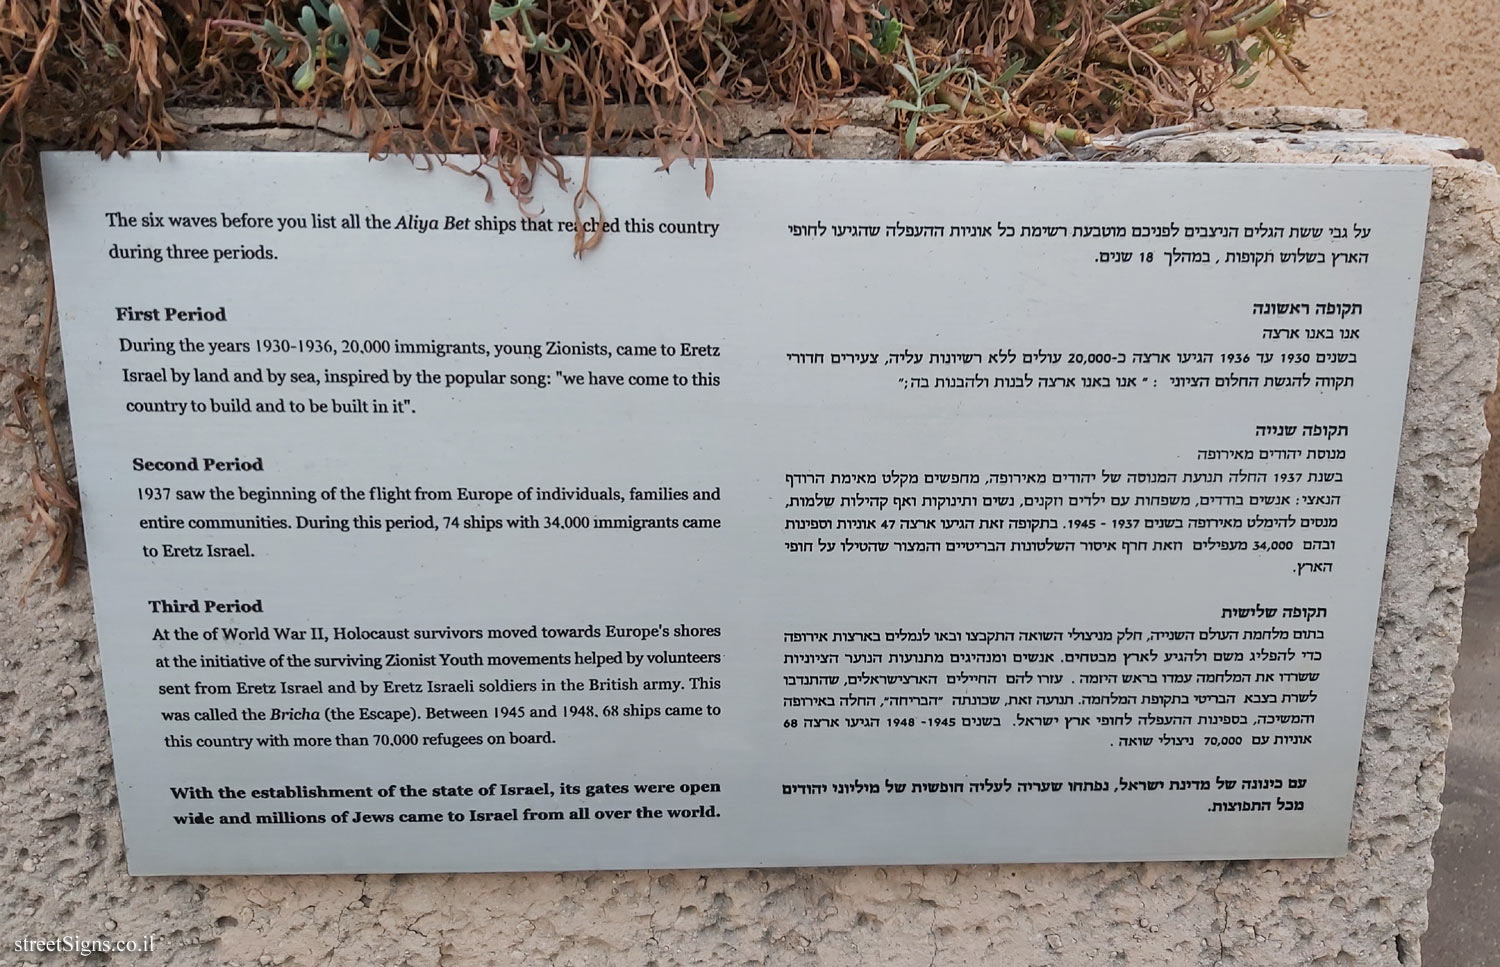 The six waves before you list all the Aliya Bet ships that reached this country
during three periods.
First Period
During the years 1930-1936, 20,000 immigrants, young Zionists, came to Eretz
Israel by land and by sea, inspired by the popular song: "we have come to this
country to build and to be built in it".
Second Period
1937 saw the beginning of the flight from Europe of individuals, families and
entire communities. During this period, 74 ships with 34,000 immigrants came
to Eretz Israel.
Third Period
At the of World War II, Holocaust survivors moved towards Europe's shores
at the initiative of the surviving Zionist Youth movements helped by volunteers
sent from Eretz Israel and by Eretz Israeli soldiers in the British army. This
was called the Bricha (the Escape). Between 1945 and 1948, 68 ships came to
this country with more than 70,000 refugees on board.
With the establishment of the state of Israel, its gates were open
wide and millions of Jews came to Israel from all over the world.
על גבי ששת הגלים הניצבים לפניכם מוטבעת רשימת כל אוניות ההעפלה שהגיעו לחופי
הארץ בשלוש תקופות , במהלך 18 שנים.
תקופה ראשונה
אנו באנו ארצה
בשנים 1930 עד 1936 הגיעו ארצה כ-20,000 עולים ללא רשיונות עליה, צעירים חדורי
תקווה להגשת החלום הציוני : " אנו באנו ארצה לבנות ולהבנות בה;"
תקופה שנייה
מנוסת יהודים מאירופה
בשנת 1937 החלה תנועת המנוסה של יהודים מאירופה, מחפשים מקלט מאימת הרודף
הנאצי: אנשים בודדים, משפחות עם ילדים וזקנים, נשים ותינוקות ואף קהילות שלמות,
מנסים להימלט מאירופה בשנים 1937 - 1945. בתקופה זאת הגיעו ארצה 47 אוניות וספינות
ובהם 34,000 מעפילים וזאת חרף איסור השלטונות הבריטיים והמצור שהטילו על חופי
הארץ.
תקופה שלישית
בתום מלחמת העולם השנייה, חלק מניצולי השואה התקבצו ובאו לנמלים בארצות אירופה
כדי להפליג משם ולהגיע לארץ מבטחים. אנשים ומנהיגים מתנועות הנוער הציוניות
ששרדו את המלחמה עמדו בראש היוזמה . עזרו להם החיילים הארצישראלים, שהתנדבו
לשרת בצבא הבריטי בתקופת המלחמה. תנועה זאת, שכונתה "הבריחה", החלה באירופה
והמשיכה, בספינות ההעפלה לחופי ארץ ישראל. בשנים 1945- 1948 הגיעו ארצה 68
אוניות עם 70,000 ניצולי שואה .
עם כינונה של מדינת ישראל, נפתחו שעריה לעליה חופשית של מיליוני יהודים
מכל התפוצות.
streetSigns.co.il